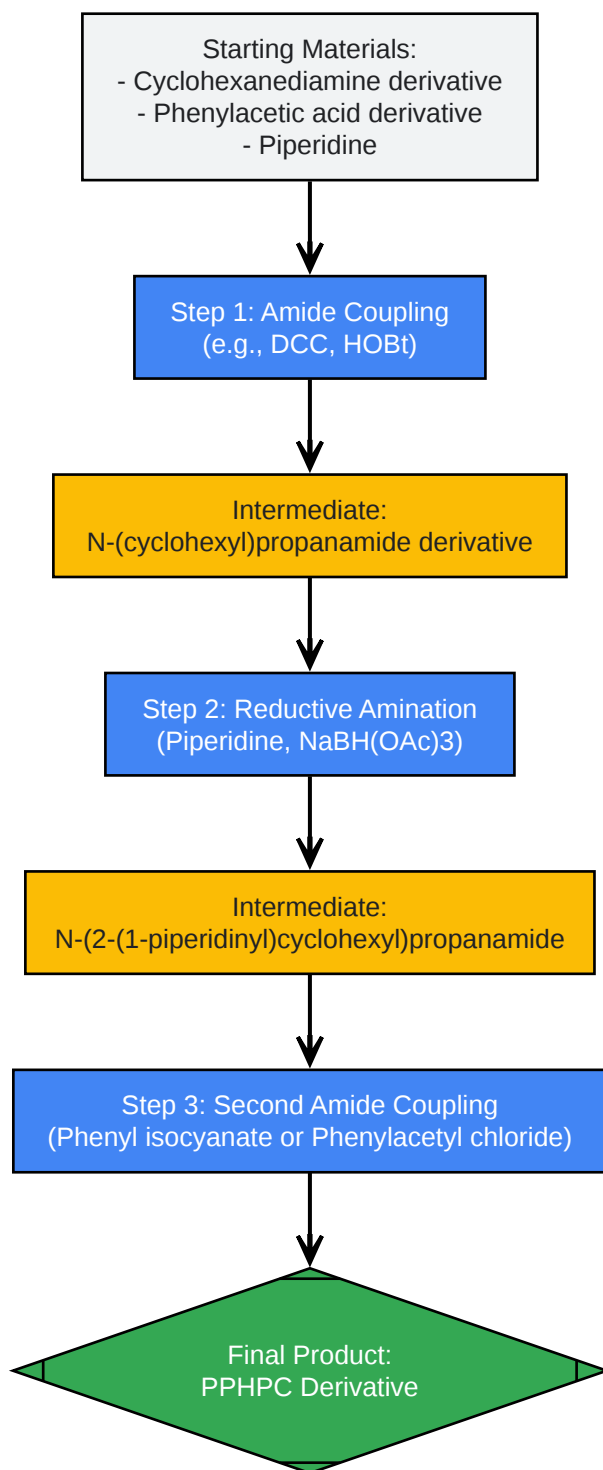 Starting Materials:
- Cyclohexanediamine derivative
- Phenylacetic acid derivative
- Piperidine
Step 1: Amide Coupling
(e.g., DCC, HOBt)
Intermediate:
N-(cyclohexyl)propanamide derivative
Step 2: Reductive Amination
(Piperidine, NaBH(OAc)3)
Intermediate:
N-(2-(1-piperidinyl)cyclohexyl)propanamide
Step 3: Second Amide Coupling
(Phenyl isocyanate or Phenylacetyl chloride)
Final Product:
PPHPC Derivative